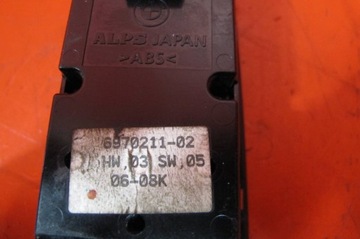 ALPS JAPAN
>ABS<
6970211-02
HW,03 SW,05
06-08K